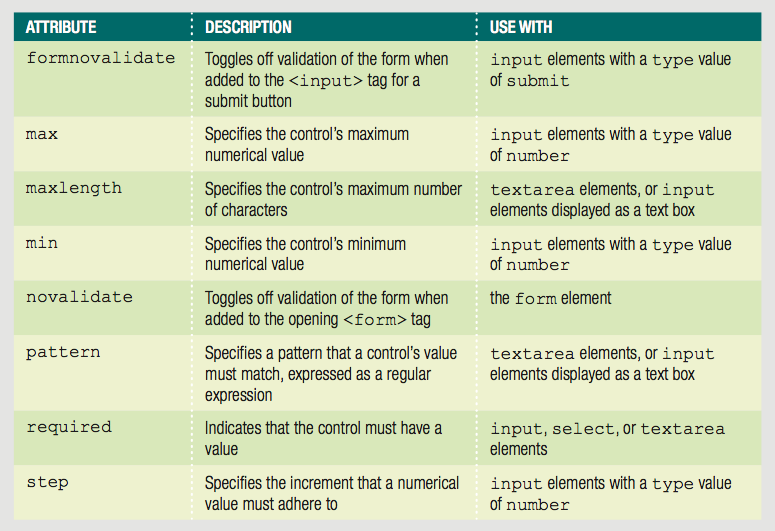 ATTRIBUTE DESCRIPTION USE WITH
formnovalidate Toggles off validation of the form when input elements with a type value
added to the <input> tag for a of submit
submit button
max Specifies the control's maximum input elements with a type value
numerical value of number
maxlength Specifies the control's maximum number textarea elements, or input
of characters elements displayed as a text box
min Specifies the control's minimum input elements with a type value
numerical value of number
novalidate Toggles off validation of the form when the form element
added to the opening <form> tag
pattern Specifies a pattern that a control's value textarea elements, or input
must match, expressed as a regular elements displayed as a text box
expression
required Indicates that the control must have a input, select, or textarea
value elements
step Specifies the increment that a numerical input elements with a type value
value must adhere to of number